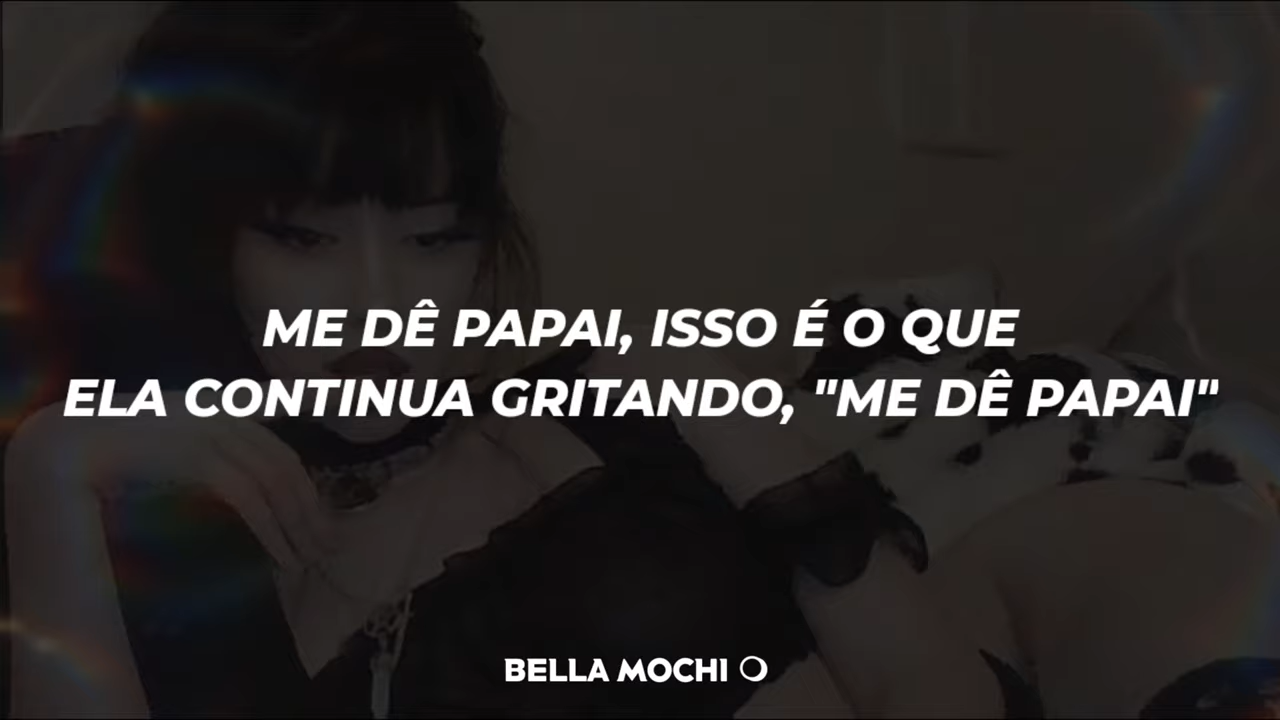 ME DÊ PAPAI, ISSO É O QUE
ELA CONTINUA GRITANDO, "ME DÊ PAPAI"
BELLA MOCHI